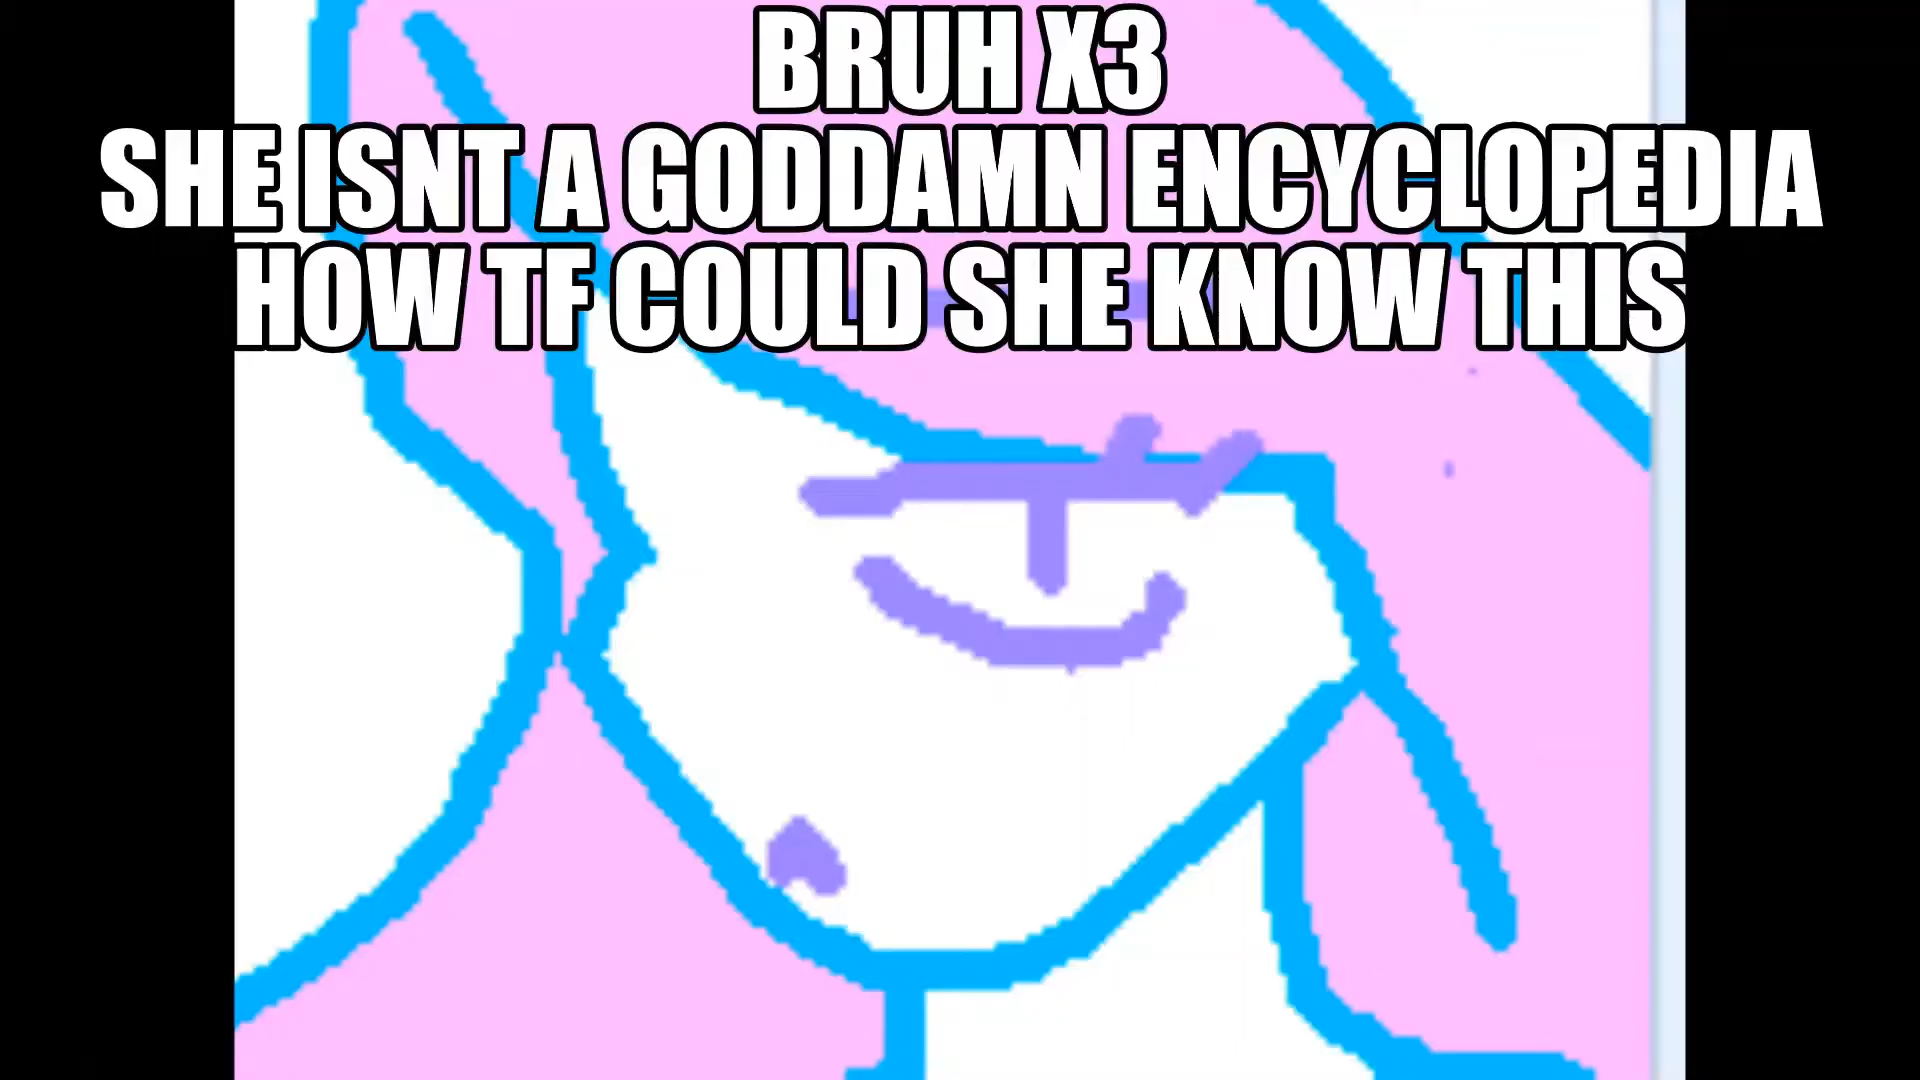 BRUH X3
SHE ISNT A GODDAMN ENCYCLOPEDIA
HOW TF COULD SHE KNOW THIS